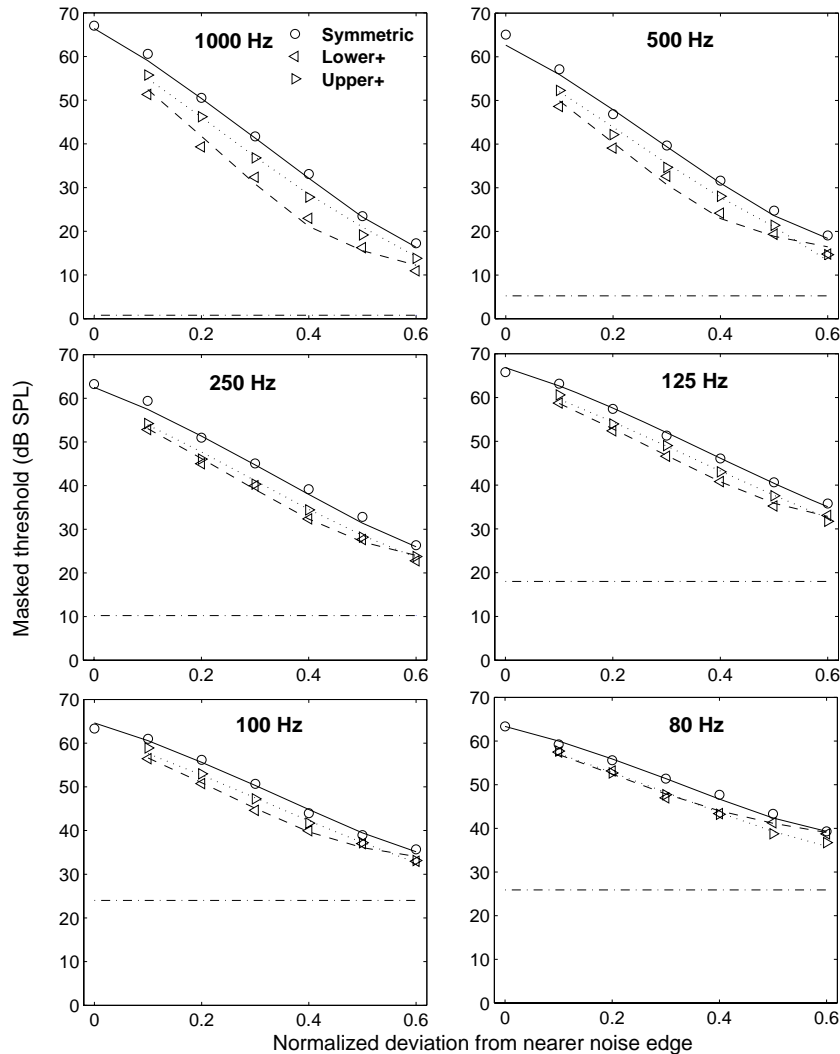 70
60
50
40
30
20
10
0
0 0.2 0.4 0.6
1000 Hz
Symmetric
Lower+
Upper+
70
60
50
40
30
20
10
0
0 0.2 0.4 0.6
500 Hz
70
60
50
40
30
20
10
0
0 0.2 0.4 0.6
250 Hz
70
60
50
40
30
20
10
0
0 0.2 0.4 0.6
125 Hz
70
60
50
40
30
20
10
0
0 0.2 0.4 0.6
100 Hz
70
60
50
40
30
20
10
0
0 0.2 0.4 0.6
80 Hz
Masked threshold (dB SPL)
Normalized deviation from nearer noise edge